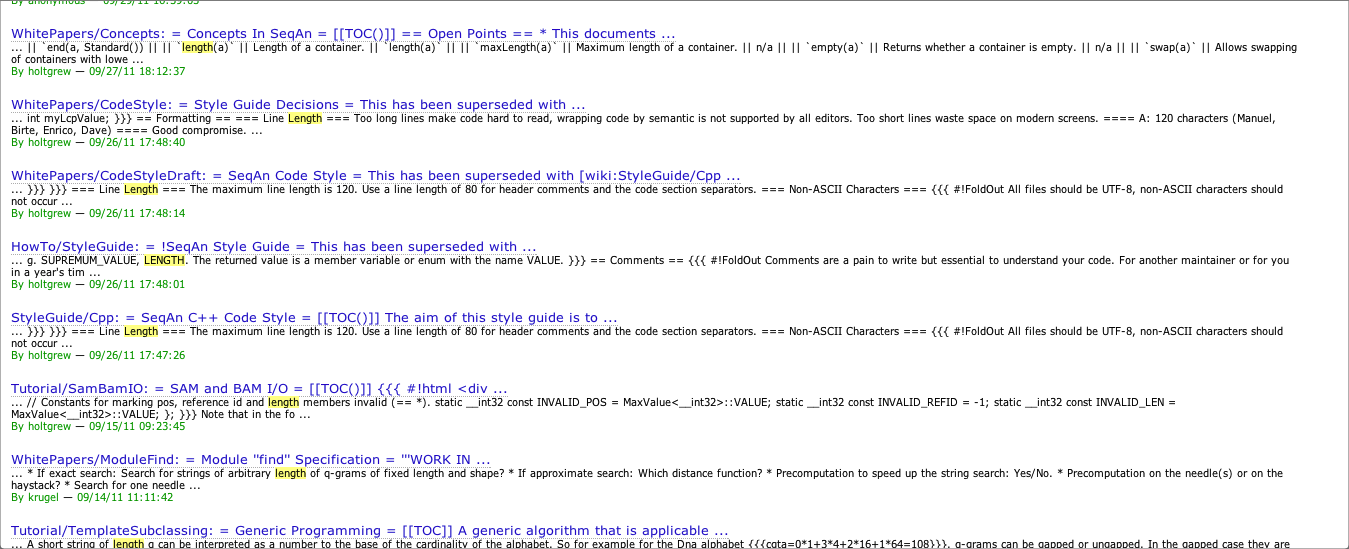 WhitePapers/Concepts: = Concepts In SeqAn = [[TOC()]] == Open Points == * This documents ...
... || `end(a, Standard()) || || `length(a)` || Length of a container. || `length(a)` || || `maxLength(a)` || Maximum length of a container. || n/a || || `empty(a)` || Returns whether a container is empty. || n/a || || `swap(a)` || Allows swapping
of containers with lowe ...
By holtgrew — 09/27/11 18:12:37
WhitePapers/CodeStyle: = Style Guide Decisions = This has been superseded with ...
... int myLcpValue; }}} == Formatting == === Line Length === Too long lines make code hard to read, wrapping code by semantic is not supported by all editors. Too short lines waste space on modern screens. ==== A: 120 characters (Manuel,
Birte, Enrico, Dave) ==== Good compromise. ...
By holtgrew — 09/26/11 17:48:40
WhitePapers/CodeStyleDraft: = SeqAn Code Style = This has been superseded with [wiki:StyleGuide/Cpp ...
... }}} }}} === Line Length === The maximum line length is 120. Use a line length of 80 for header comments and the code section separators. === Non-ASCII Characters === {{{ #!FoldOut All files should be UTF-8, non-ASCII characters should
not occur ...
By holtgrew — 09/26/11 17:48:14
HowTo/StyleGuide: = !SeqAn Style Guide = This has been superseded with ...
... g. SUPREMUM_VALUE, LENGTH. The returned value is a member variable or enum with the name VALUE. }}} == Comments == {{{ #!FoldOut Comments are a pain to write but essential to understand your code. For another maintainer or for you
in a year's tim ...
By holtgrew — 09/26/11 17:48:01
StyleGuide/Cpp: = SeqAn C++ Code Style = [[TOC()]] The aim of this style guide is to ...
... }}} }}} === Line Length === The maximum line length is 120. Use a line length of 80 for header comments and the code section separators. === Non-ASCII Characters === {{{ #!FoldOut All files should be UTF-8, non-ASCII characters should
not occur ...
By holtgrew — 09/26/11 17:47:26
Tutorial/SamBamIO: = SAM and BAM I/O = [[TOC()]] {{{ #!html <div ...
... // Constants for marking pos, reference id and length members invalid (== *). static __int32 const INVALID_POS = MaxValue<__int32>::VALUE; static __int32 const INVALID_REFID = -1; static __int32 const INVALID_LEN =
MaxValue<__int32>::VALUE; }; }}} Note that in the fo ...
By holtgrew — 09/15/11 09:23:45
WhitePapers/ModuleFind: = Module "find" Specification = '''WORK IN ...
... * If exact search: Search for strings of arbitrary length of q-grams of fixed length and shape? * If approximate search: Which distance function? * Precomputation to speed up the string search: Yes/No. * Precomputation on the needle(s) or on the
haystack? * Search for one needle ...
By krugel — 09/14/11 11:11:42
Tutorial/TemplateSubclassing: = Generic Programming = [[TOC]] A generic algorithm that is applicable ...
... A short string of length q can be interpreted as a number to the base of the cardinality of the alphabet. So for example for the Dna alphabet {{{cgta=0*1+3*4+2*16+1*64=108}}}. q-grams can be gapped or ungapped. In the gapped case they are